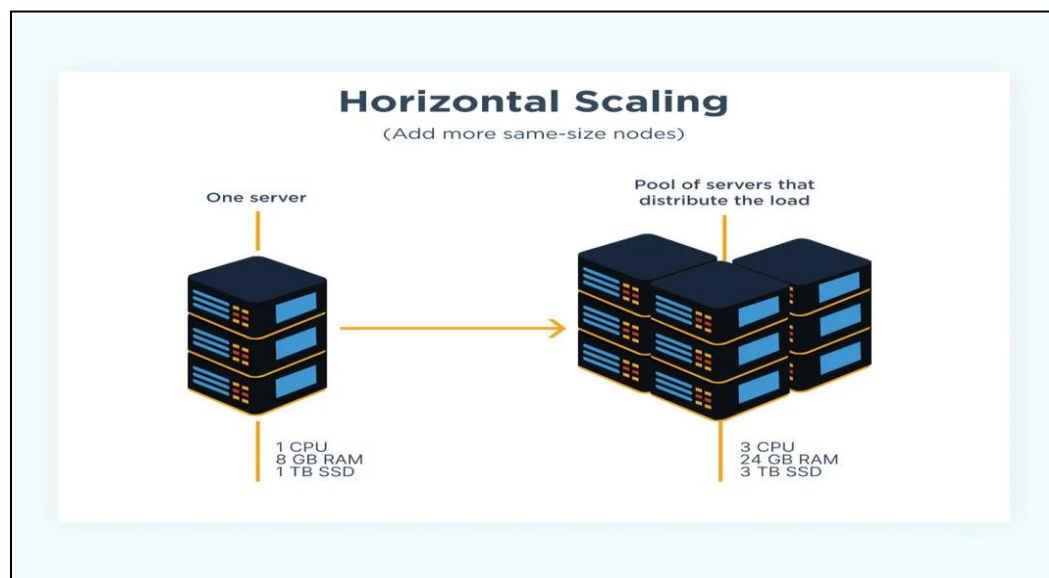 Horizontal Scaling
(Add more same-size nodes)
One server
Pool of servers that
distribute the load
1 CPU
8 GB RAM
1 TB SSD
3 CPU
24 GB RAM
3 TB SSD